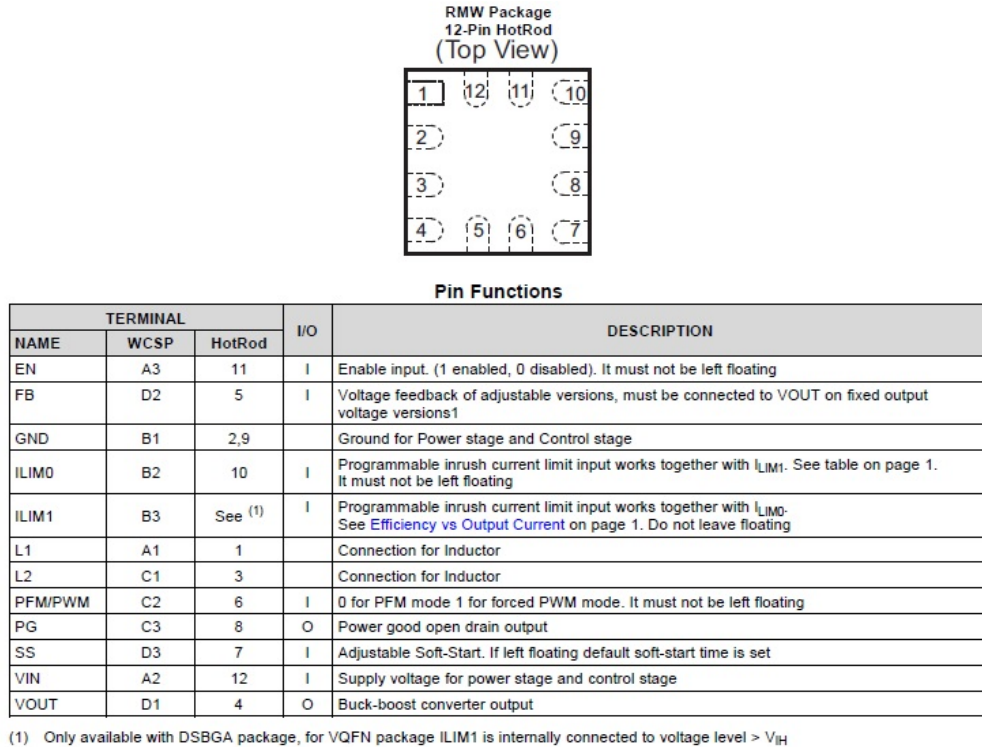 RMW Package
12-Pin HotRod
(Top View)
1 12 11 10
2 9
3 8
4 5 6 7
Pin Functions
TERMINAL I/O DESCRIPTION
NAME WCSP HotRod
EN A3 11 I Enable input. (1 enabled, 0 disabled). It must not be left floating
FB D2 5 I Voltage feedback of adjustable versions, must be connected to VOUT on fixed output
voltage versions1
GND B1 2,9 Ground for Power stage and Control stage
ILIM0 B2 10 I Programmable inrush current limit input works together with ILIM1. See table on page 1.
It must not be left floating
ILIM1 B3 See (1) I Programmable inrush current limit input works together with ILIM0.
See Efficiency vs Output Current on page 1. Do not leave floating
L1 A1 1 Connection for Inductor
L2 C1 3 Connection for Inductor
PFM/PWM C2 6 I 0 for PFM mode 1 for forced PWM mode. It must not be left floating
PG C3 8 O Power good open drain output
SS D3 7 I Adjustable Soft-Start. If left floating default soft-start time is set
VIN A2 12 I Supply voltage for power stage and control stage
VOUT D1 4 O Buck-boost converter output
(1) Only available with DSBGA package, for VQFN package ILIM1 is internally connected to voltage level > VIH